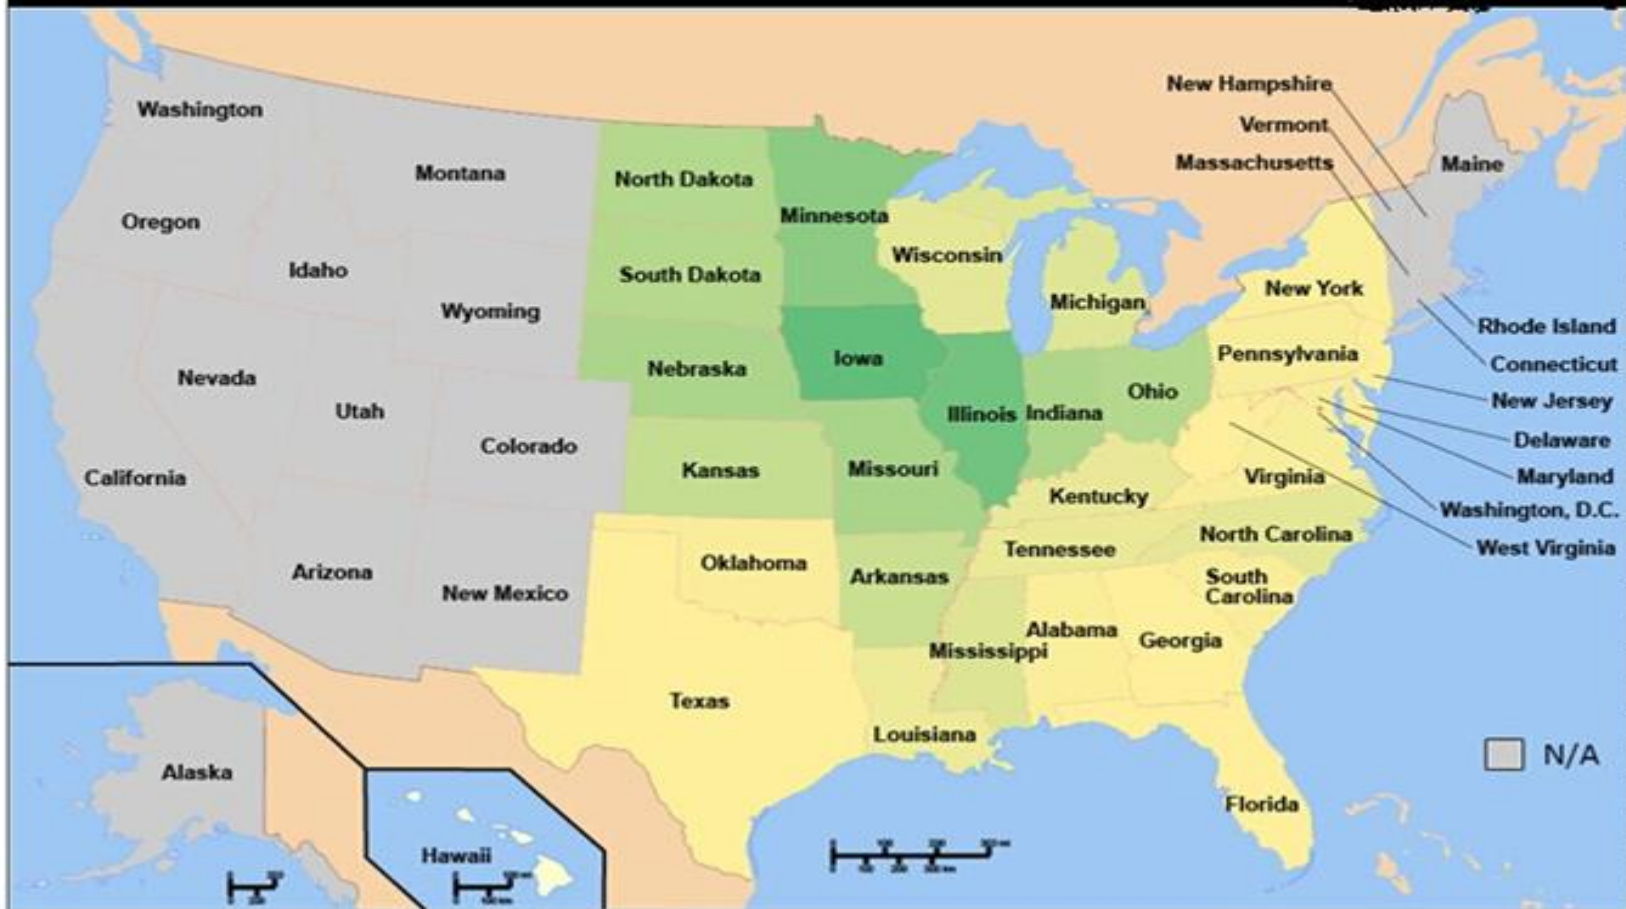 New Hampshire
Washington
Vermont
Massachusetts
Maine
Montana
North Dakota
Minnesota
Oregon
Wisconsin
Idaho
South Dakota
New York
Michigan
Wyoming
Rhode Island
Iowa
Pennsylvania
Connecticut
Nebraska
Nevada
Ohio
New Jersey
Utah
Illinois
Indiana
Delaware
Colorado
Missouri
Kansas
Virginia
Maryland
California
Kentucky
Washington, D.C.
North Carolina
West Virginia
Tennessee
Oklahoma
Arizona
Arkansas
South
Carolina
New Mexico
Alabama
Georgia
Mississippi
Texas
Louisiana
N/A
Alaska
Florida
Hawaii